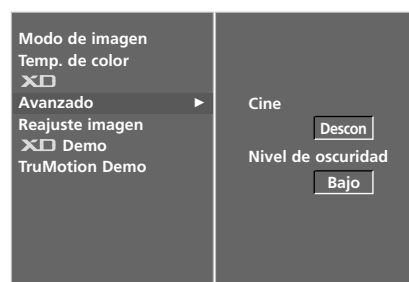 Modo de imagen
Temp. de color
XD
Avanzado ►
Reajuste imagen
XD Demo
TruMotion Demo
Cine
Descon
Nivel de oscuridad
Bajo